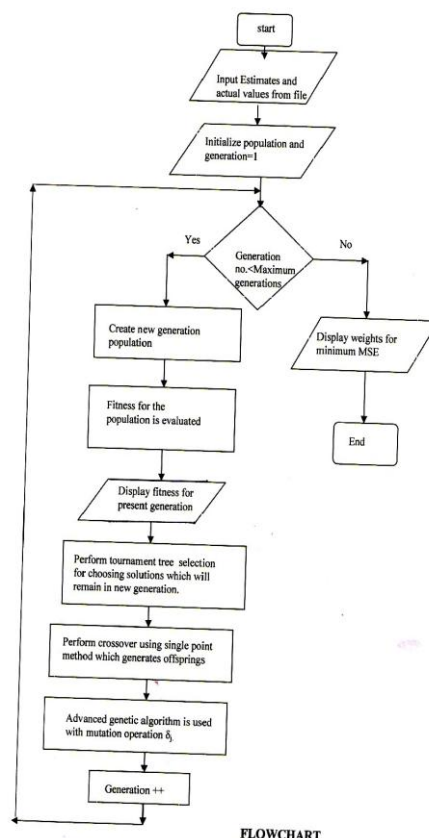 start
Input Estimates and
actual values from file
Initialize population and
generation=1
Yes
No
Generation
no.<Maximum
generations
Create new generation
population
Display weights for
minimum MSE
Fitness for the
population is evaluated
End
Display fitness for
present generation
Perform tournament tree selection
for choosing solutions which will
remain in new generation.
Perform crossover using single point
method which generates offsprings
Advanced genetic algorithm is used
with mutation operation δj.
Generation ++
FLOWCHART